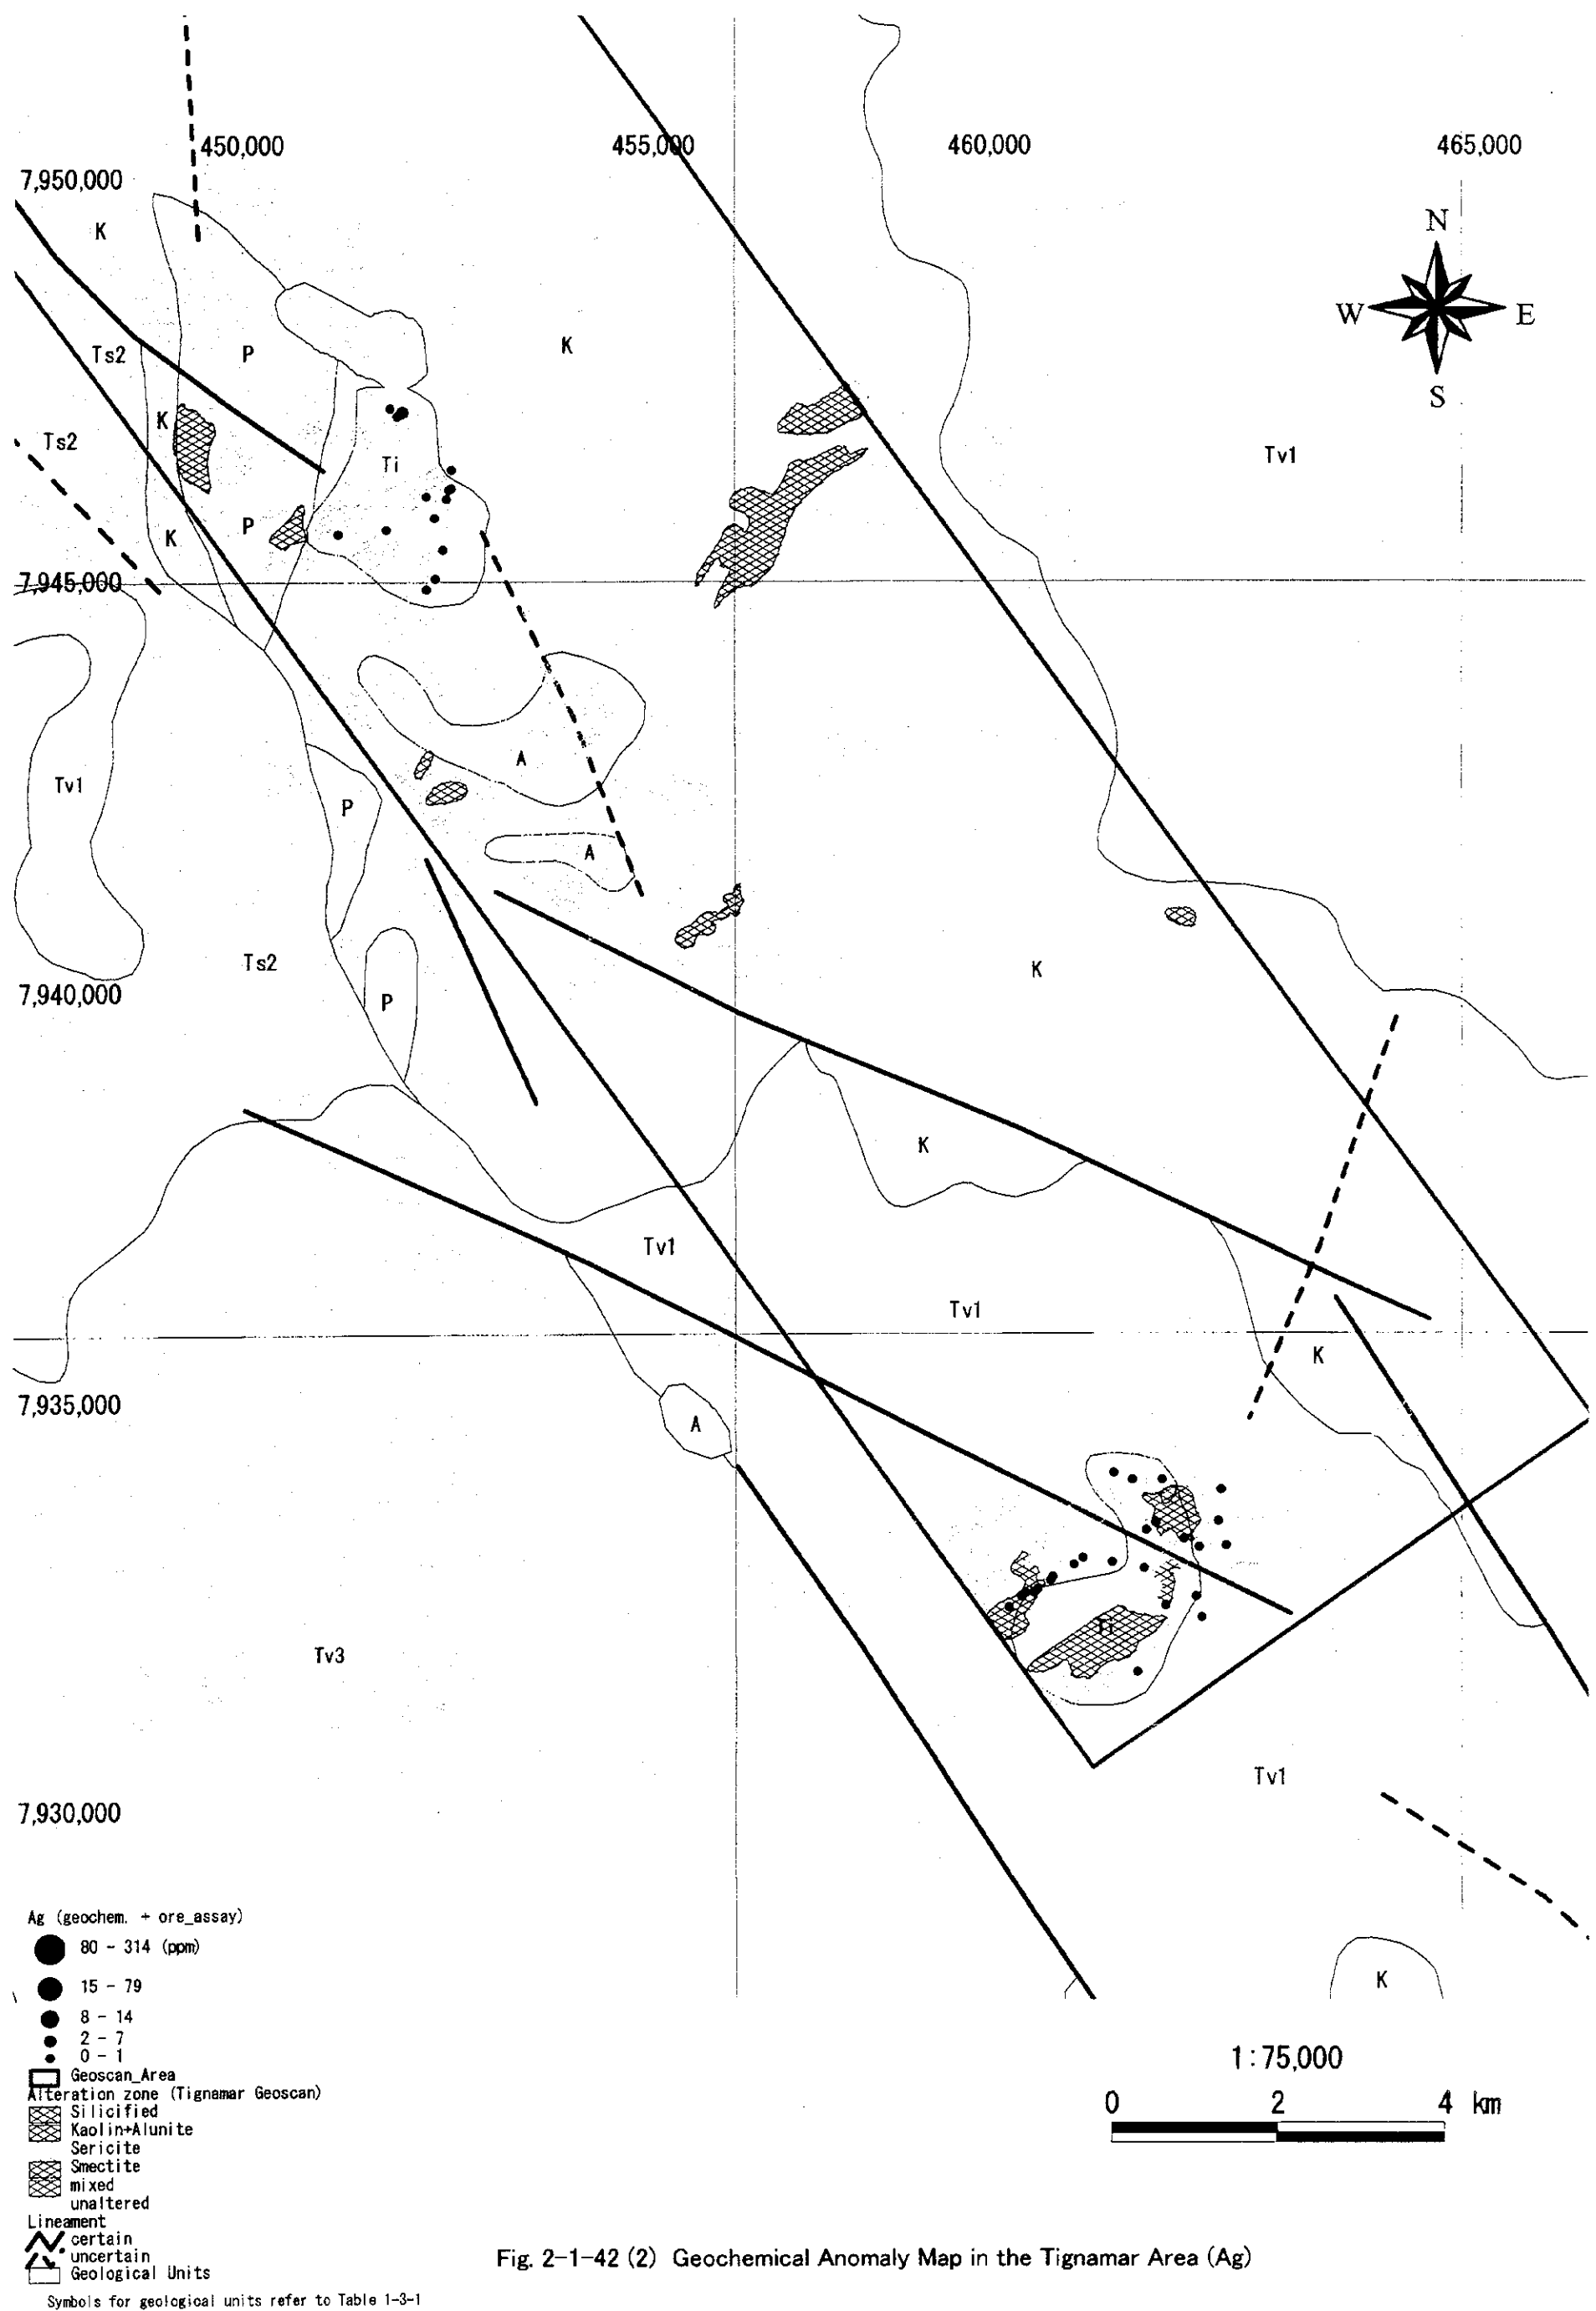 450,000 455,000 460,000 465,000
7,950,000
N
K
W E
Ts2 P K
S
K
Ts2 Ti Tv1
P
K
7,945,000
A
Tv1
P
A
Ts2 K
7,940,000
P
K
Tv1
Tv1
K
7,935,000
A
Tv3
Tv1
7,930,000
K
Ag (geochem. + ore_assay)
80 - 314 (ppm)
15 - 79
8 - 14
2 - 7
0 - 1
Geoscan_Area
Alteration zone (Tignamar Geoscan)
Silicified
Kaolin+Alunite
Sericite
Smectite
mixed
unaltered
Lineament
certain
uncertain
Geological Units
Symbols for geological units refer to Table 1-3-1
1:75,000
0 2 4 km
Fig. 2-1-42 (2) Geochemical Anomaly Map in the Tignamar Area (Ag)